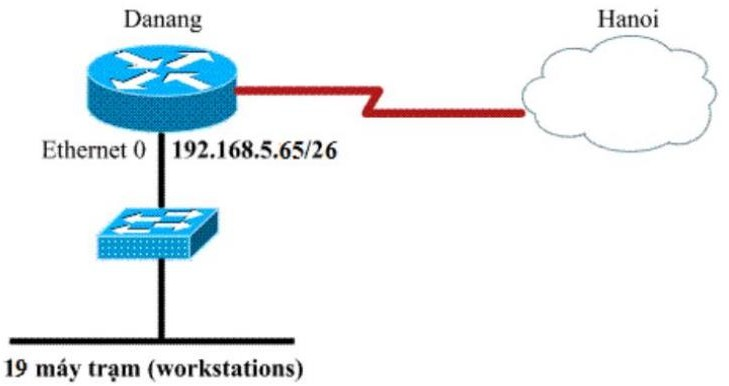 Danang
Hanoi
Ethernet 0 192.168.5.65/26
19 máy trạm (workstations)